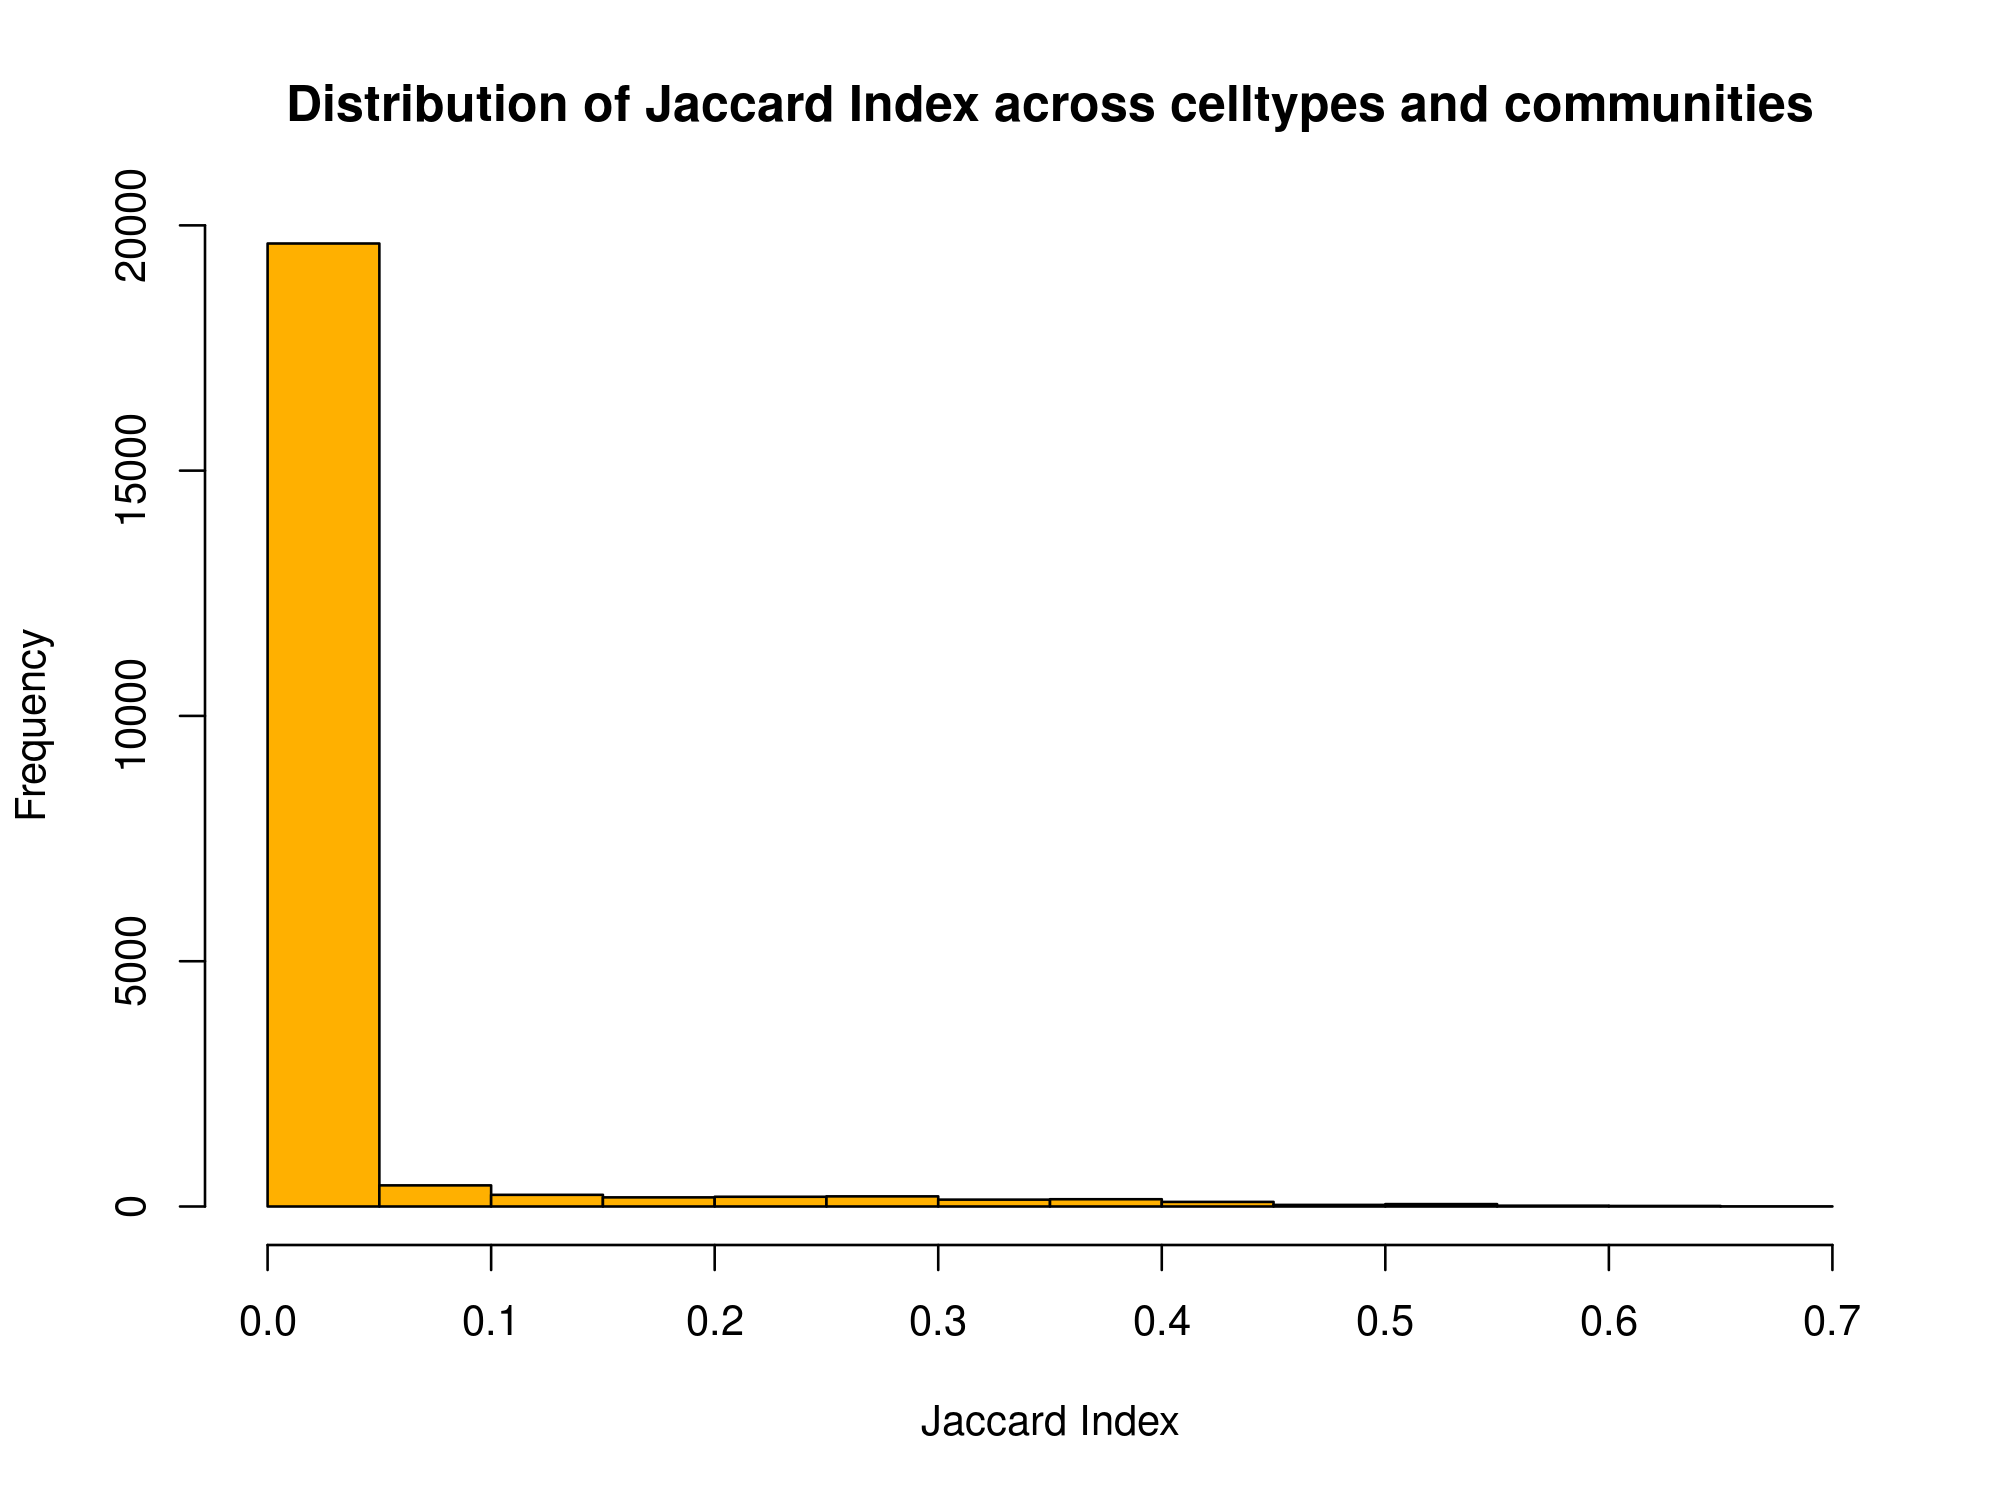 Distribution of Jaccard Index across celltypes and communities
Frequency
20000
15000
10000
5000
0
0.0 0.1 0.2 0.3 0.4 0.5 0.6 0.7
Jaccard Index